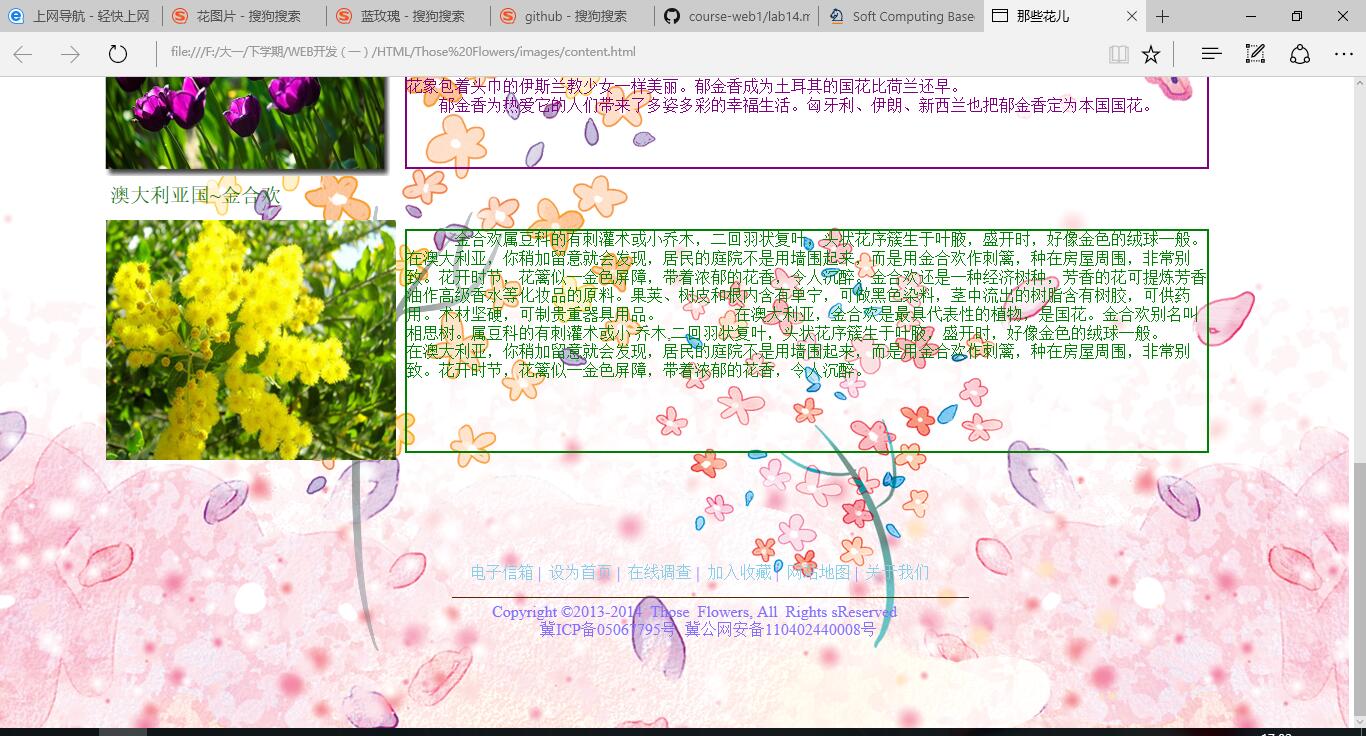 上网导航 - 轻快上网
花图片 - 搜狗搜索
蓝玫瑰 - 搜狗搜索
github - 搜狗搜索
course-web1/lab14.m
Soft Computing Base
那些花儿
file:///F:/大一/下学期/WEB开发（一）/HTML/Those%20Flowers/images/content.html
花象包着头巾的伊斯兰教少女一样美丽。郁金香成为土耳其的国花比荷兰还早。
郁金香为热爱它的人们带来了多姿多彩的幸福生活。匈牙利、伊朗、新西兰也把郁金香定为本国国花。
澳大利亚国~金合欢
金合欢属豆科的有刺灌木或小乔木，二回羽状复叶，头状花序簇生于叶腋，盛开时，好像金色的绒球一般。
在澳大利亚，你稍加留意就会发现，居民的庭院不是用墙围起来，而是用金合欢作刺篱，种在房屋周围，非常别
致。花开时节，花篱似一金色屏障，带着浓郁的花香，令人沉醉。金合欢还是一种经济树种，芳香的花可提炼芳香
油作高级香水等化妆品的原料。果荚、树皮和根内含有单宁，可做黑色染料，茎中流出的树脂含有树胶，可供药
用。木材坚硬，可制贵重器具用品。 在澳大利亚，金合欢是最具代表性的植物，是国花。金合欢别名叫
相思树。属豆科的有刺灌木或小乔木,二回羽状复叶，头状花序簇生于叶腋，盛开时，好像金色的绒球一般。
在澳大利亚，你稍加留意就会发现，居民的庭院不是用墙围起来，而是用金合欢作刺篱，种在房屋周围，非常别
致。花开时节，花篱似一金色屏障，带着浓郁的花香，令人沉醉。
电子信箱 | 设为首页 | 在线调查 | 加入收藏 | 网站地图 | 关于我们
Copyright ©2013-2014 Those Flowers, All Rights sReserved
冀ICP备05067795号 冀公网安备110402440008号